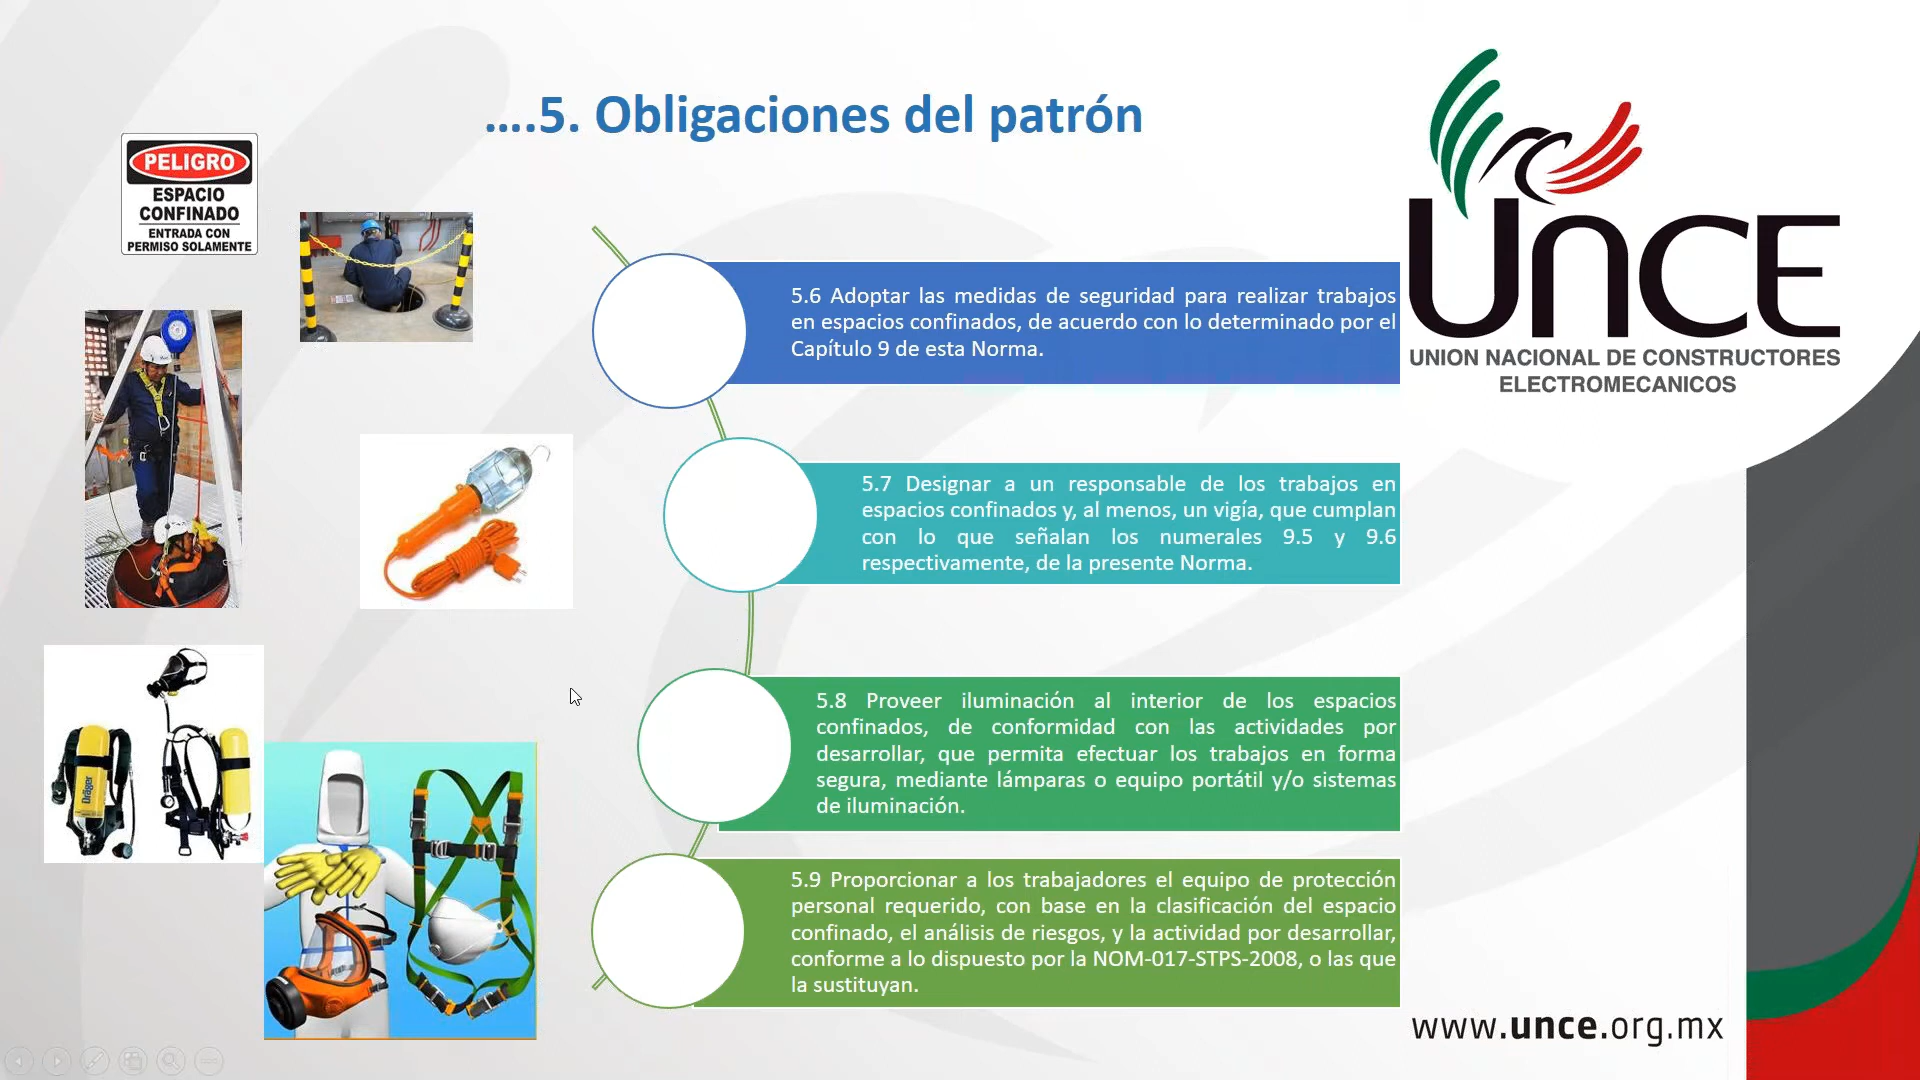 ....5. Obligaciones del patrón
PELIGRO
ESPACIO
CONFINADO
ENTRADA CON
PERMISO SOLAMENTE
5.6 Adoptar las medidas de seguridad para realizar trabajos
en espacios confinados, de acuerdo con lo determinado por el
Capítulo 9 de esta Norma.
5.7 Designar a un responsable de los trabajos en
espacios confinados y, al menos, un vigía, que cumplan
con lo que señalan los numerales 9.5 y 9.6
respectivamente, de la presente Norma.
5.8 Proveer iluminación al interior de los espacios
confinados, de conformidad con las actividades por
desarrollar, que permita efectuar los trabajos en forma
segura, mediante lámparas o equipo portátil y/o sistemas
de iluminación.
5.9 Proporcionar a los trabajadores el equipo de protección
personal requerido, con base en la clasificación del espacio
confinado, el análisis de riesgos, y la actividad por desarrollar,
conforme a lo dispuesto por la NOM-017-STPS-2008, o las que
la sustituyan.
Dräger
UNCE
UNION NACIONAL DE CONSTRUCTORES
ELECTROMECANICOS
www.unce.org.mx